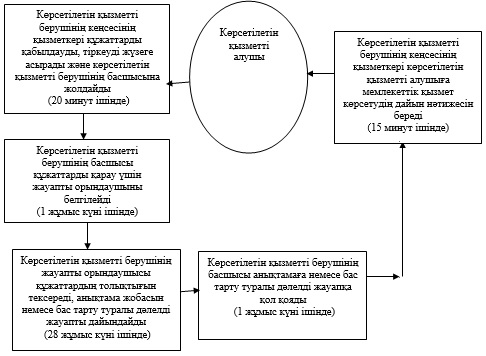 Көрсетілетін қызметті
берушінің кеңсесінің
қызметкері құжаттарды
қабылдауды, тіркеуді жүзеге
асырады және көрсетілетін
қызметті берушінің басшысына
жолдайды
(20 минут ішінде)
Көрсетілетін
қызметті
алушы
Көрсетілетін қызметті
берушінің кеңсесінің
қызметкері көрсетілетін
қызметті алушыға
мемлекеттік қызмет
көрсетудің дайын нәтижесін
береді
(15 минут ішінде)
Көрсетілетін қызметті
берушінің басшысы
құжаттарды қарау үшін
жауапты орындаушыны
белгілейді
(1 жұмыс күні ішінде)
Көрсетілетін қызметті берушінің
жауапты орындаушысы
құжаттардың толықтығын
тексереді, анықтама жобасын
немесе бас тарту туралы дәлелді
жауапты дайындайды
(28 жұмыс күні ішінде)
Көрсетілетін қызметті берушінің
басшысы анықтамаға немесе бас
тарту туралы дәлелді жауапқа
қол қояды
(1 жұмыс күні ішінде)